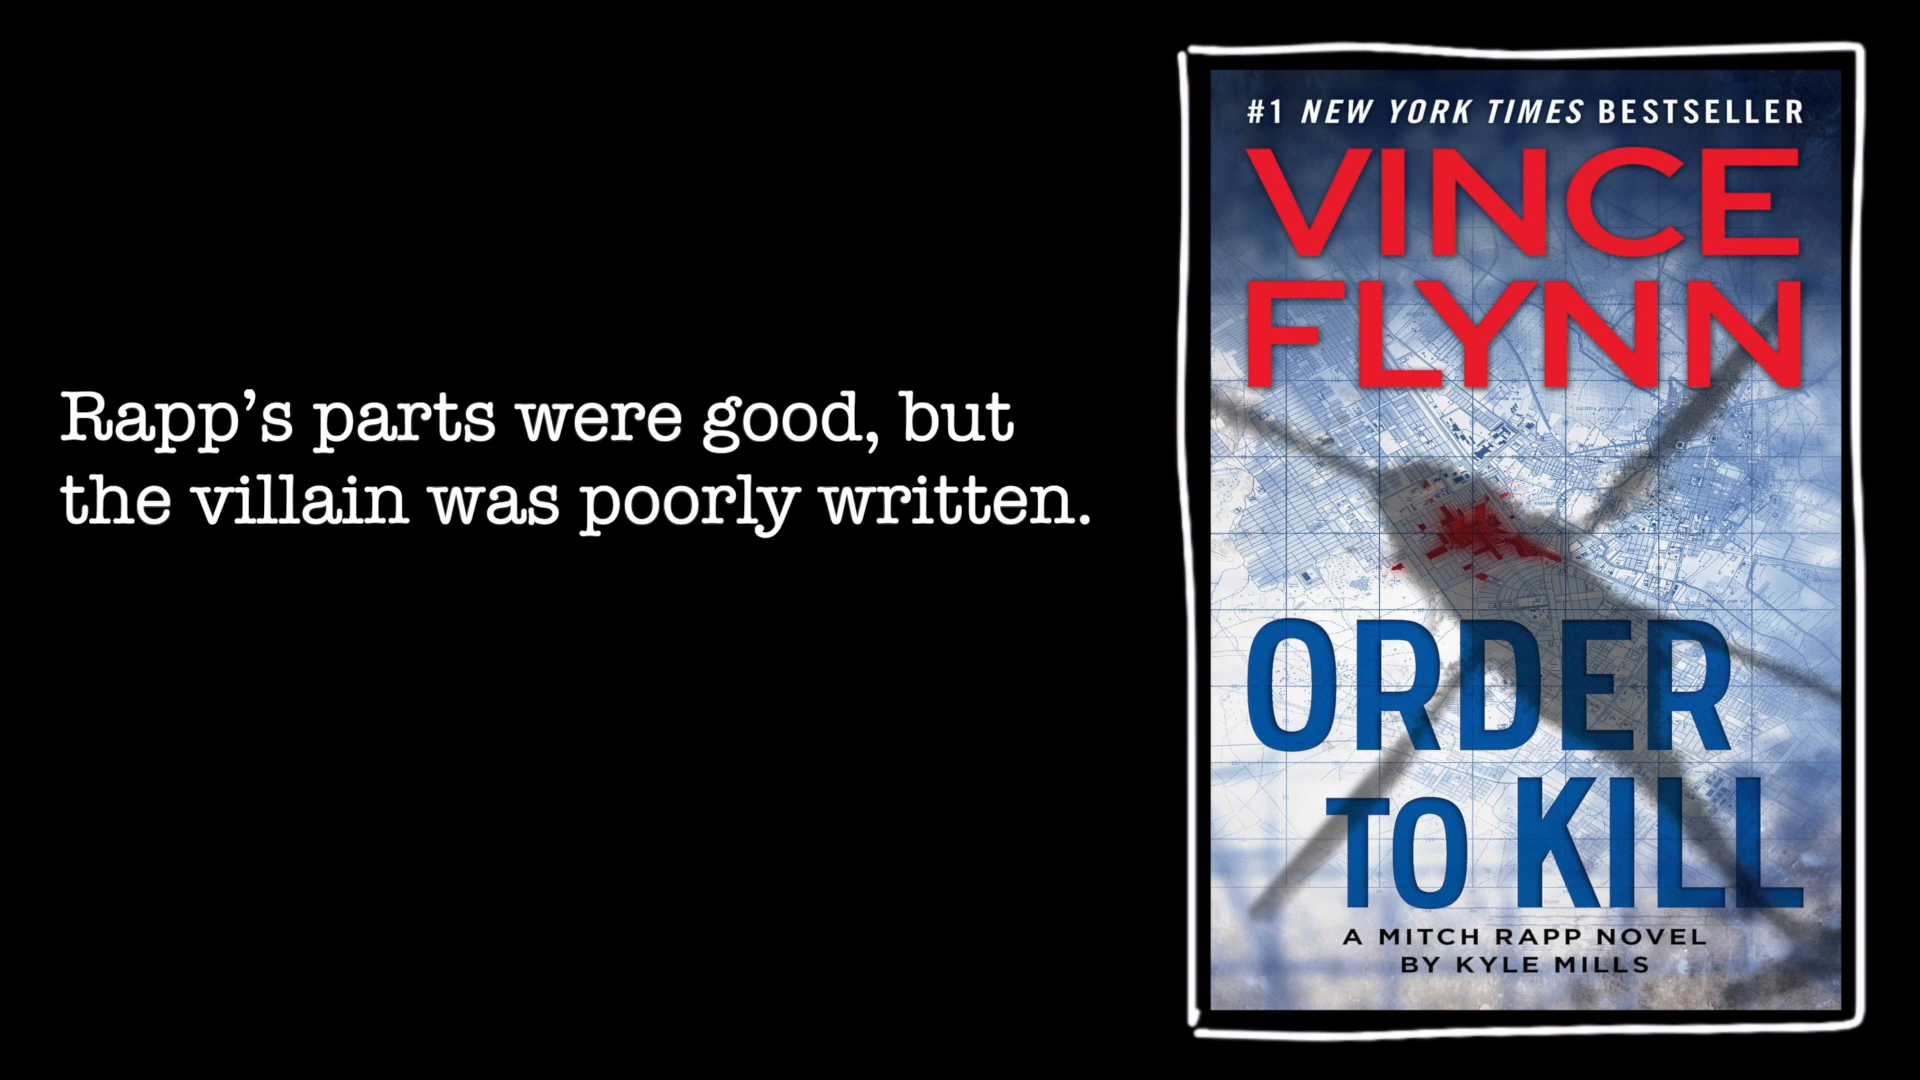 Rapp’s parts were good, but
the villain was poorly written.
#1 NEW YORK TIMES BESTSELLER
VINCE
FLYNN
ORDER
TO KILL
A MITCH RAPP NOVEL
BY KYLE MILLS